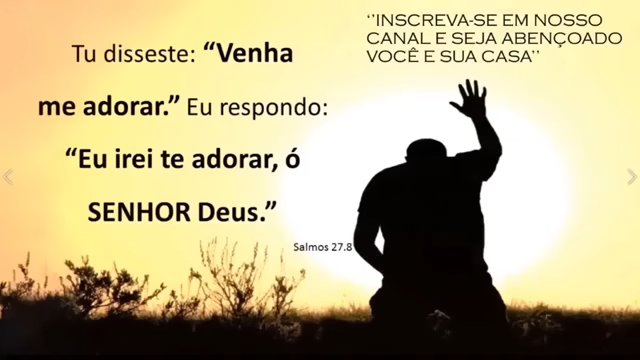 Tu disseste: “Venha
me adorar.” Eu respondo:
“Eu irei te adorar, ó
SENHOR Deus.”
Salmos 27.8
‘’INSCREVA-SE EM NOSSO
CANAL E SEJA ABENÇOADO
VOCÊ E SUA CASA’’